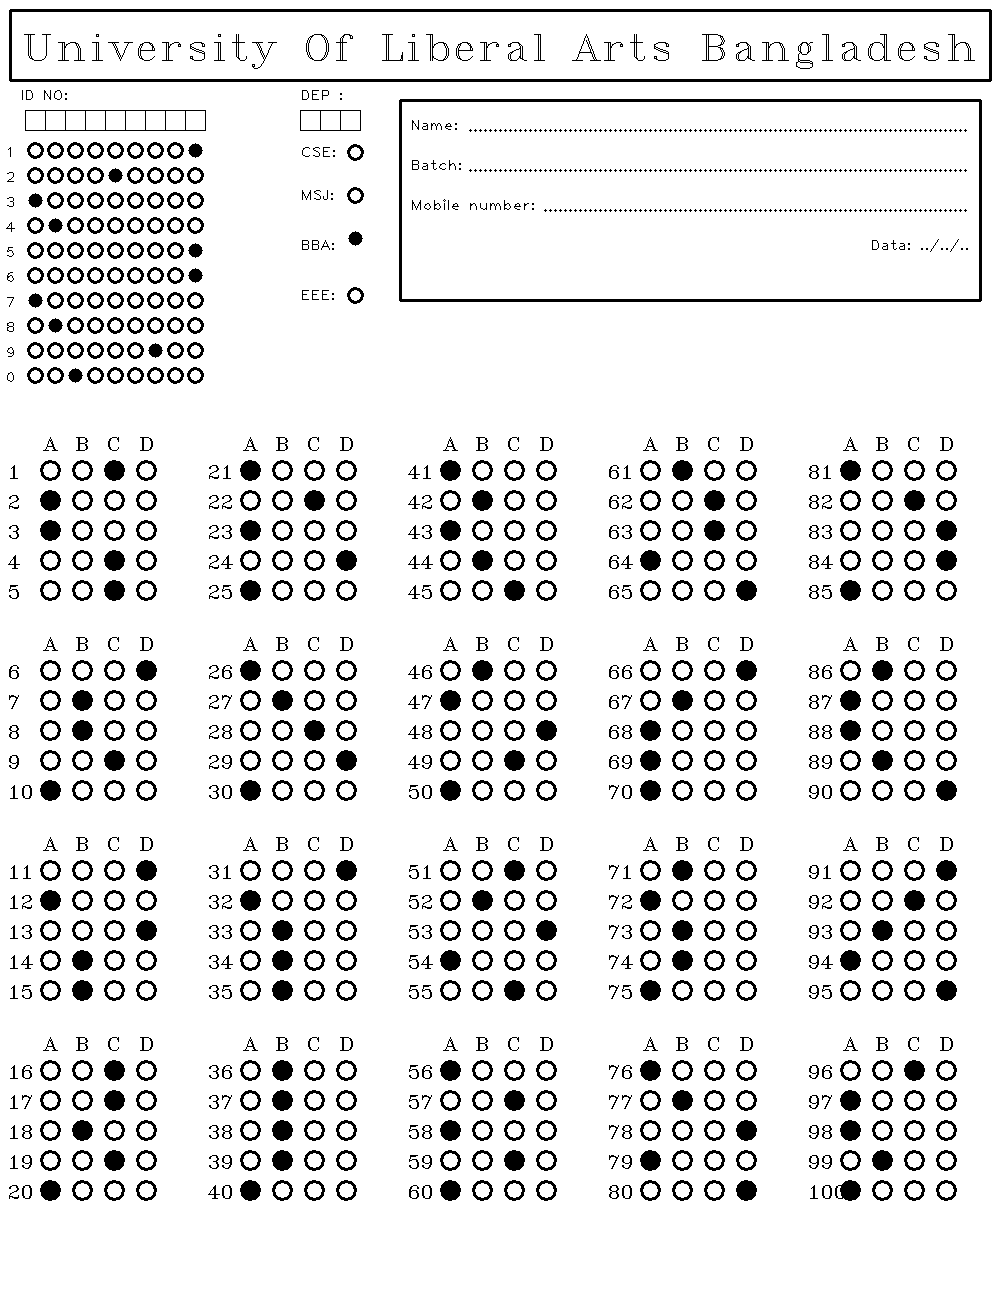 University Of Liberal Arts Bangladesh
ID NO:
DEP :
1
2
3
4
5
6
7
8
9
0
CSE:
MSJ:
BBA:
EEE:
Name: ................................................
Batch: ................................................
Mobile number: ................................................
Data: ../../..
A B C D A B C D A B C D A B C D A B C D
1 21 41 61 81
2 22 42 62 82
3 23 43 63 83
4 24 44 64 84
5 25 45 65 85
A B C D A B C D A B C D A B C D A B C D
6 26 46 66 86
7 27 47 67 87
8 28 48 68 88
9 29 49 69 89
10 30 50 70 90
A B C D A B C D A B C D A B C D A B C D
11 31 51 71 91
12 32 52 72 92
13 33 53 73 93
14 34 54 74 94
15 35 55 75 95
A B C D A B C D A B C D A B C D A B C D
16 36 56 76 96
17 37 57 77 97
18 38 58 78 98
19 39 59 79 99
20 40 60 80 100